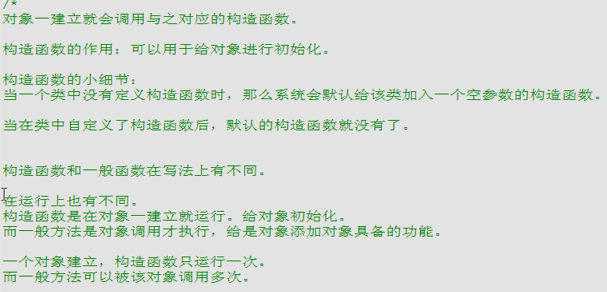 /*
对象一建立就会调用与之对应的构造函数。
构造函数的作用：可以用于给对象进行初始化。
构造函数的小细节：
当一个类中没有定义构造函数时，那么系统会默认给该类加入一个空参数的构造函数。
当在类中自定义了构造函数后，默认的构造函数就没有了。
构造函数和一般函数在写法上有不同。
在运行上也有不同。
构造函数是在对象一建立就运行。给对象初始化。
而一般方法是对象调用才执行，给是对象添加对象具备的功能。
一个对象建立，构造函数只运行一次。
而一般方法可以被该对象调用多次。